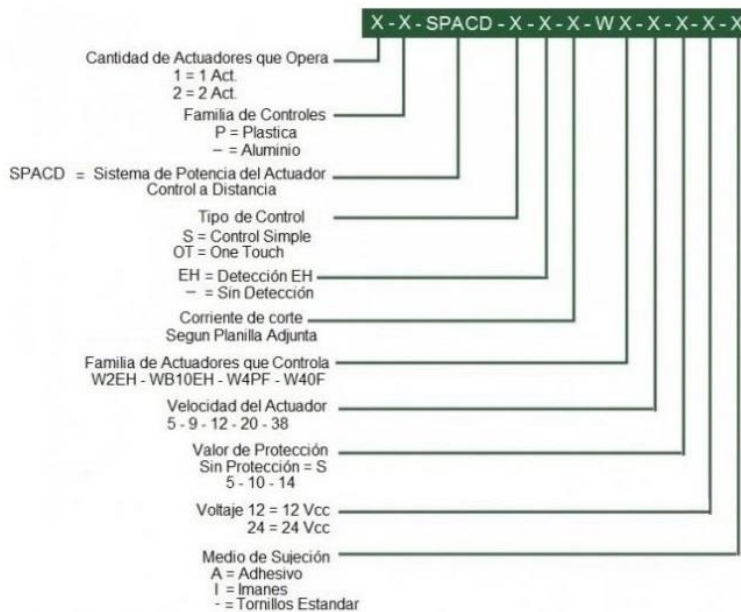 X - X - SPACD - X - X - X - W X - X - X - X - X
Cantidad de Actuadores que Opera
1 = 1 Act.
2 = 2 Act.
Familia de Controles
P = Plastica
– = Aluminio
SPACD = Sistema de Potencia del Actuador
Control a Distancia
Tipo de Control
S = Control Simple
OT = One Touch
EH = Detección EH
– = Sin Detección
Corriente de corte
Segun Planilla Adjunta
Familia de Actuadores que Controla
W2EH - WB10EH - W4PF - W40F
Velocidad del Actuador
5 - 9 - 12 - 20 - 38
Valor de Protección
Sin Protección = S
5 - 10 - 14
Voltaje 12 = 12 Vcc
24 = 24 Vcc
Medio de Sujeción
A = Adhesivo
I = Imanes
- = Tornillos Estandar